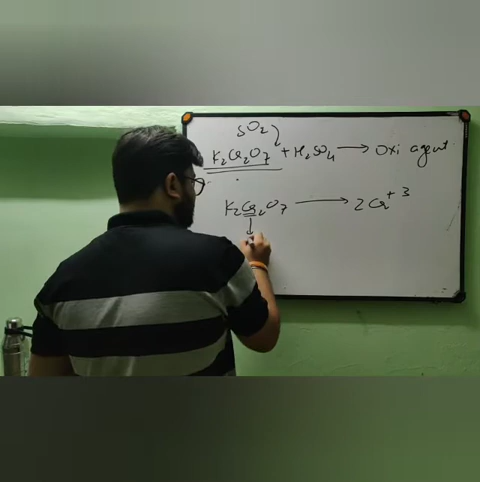 SO₂
K₂Cr₂O₇ + H₂SO₄ → Oxi agent
K₂Cr₂O₇ → 2Cr⁺³